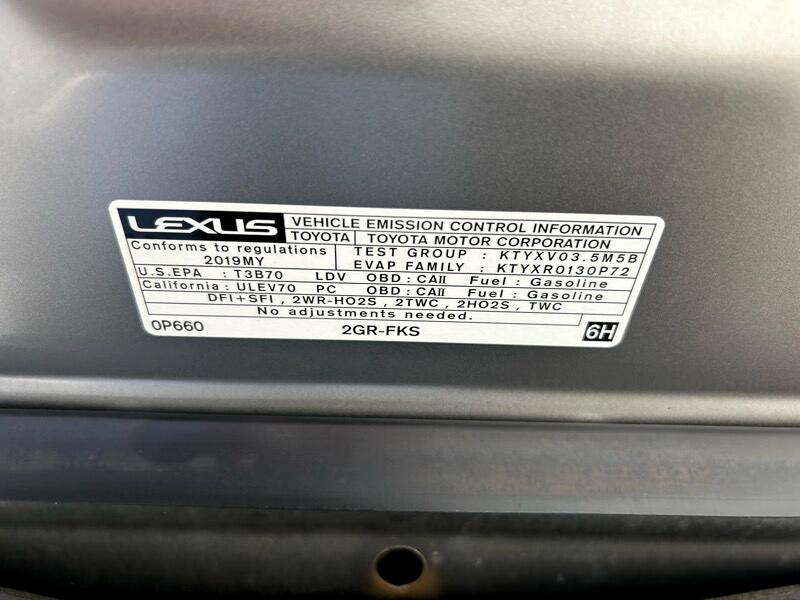 LEXUS VEHICLE EMISSION CONTROL INFORMATION
TOYOTA TOYOTA MOTOR CORPORATION
Conforms to regulations
2019MY
TEST GROUP : KTYXV03.5M5B
EVAP FAMILY : KTYXR0130P72
U.S.EPA : T3B70 LDV OBD : CAII Fuel : Gasoline
California : ULEV70 PC OBD : CAII Fuel : Gasoline
DFI+SFI , 2WR-HO2S , 2TWC , 2HO2S , TWC
No adjustments needed.
0P660 2GR-FKS 6H